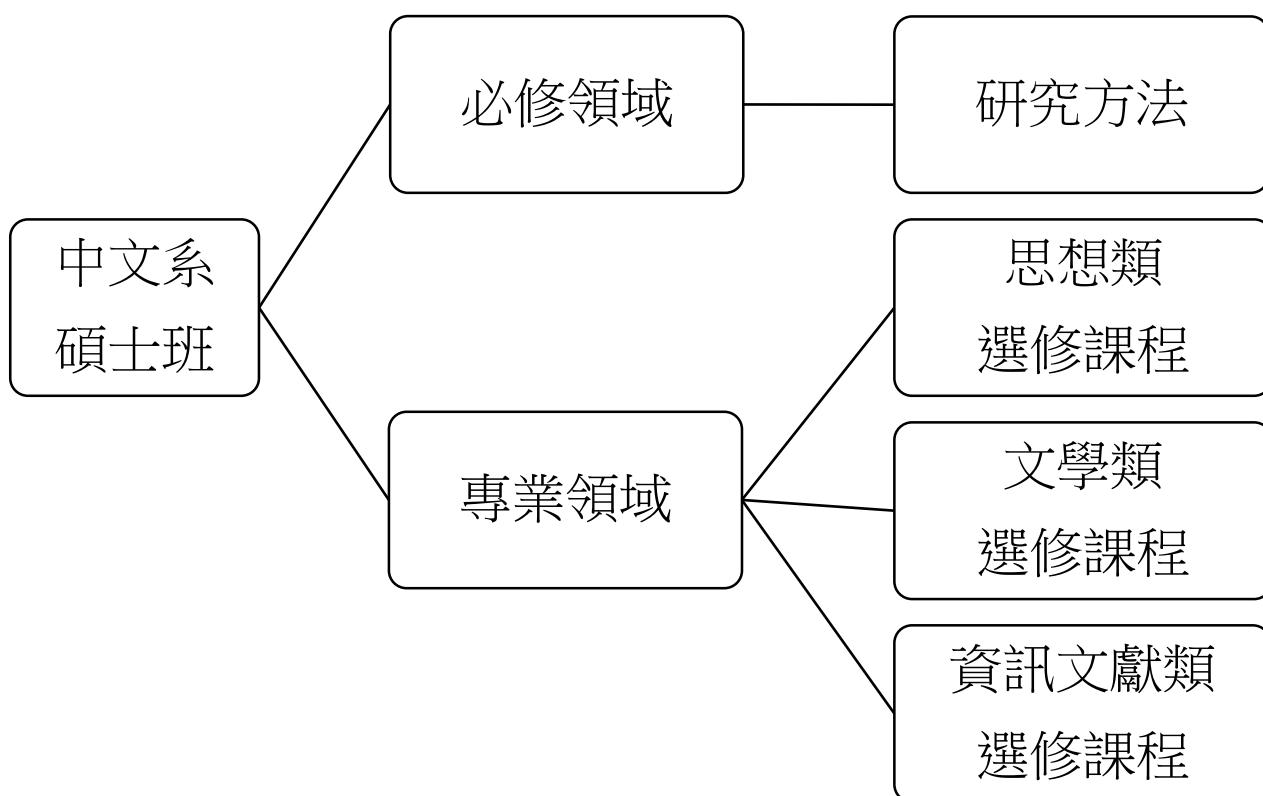 中文系
碩士班
必修領域
研究方法
專業領域
思想類
選修課程
文學類
選修課程
資訊文獻類
選修課程